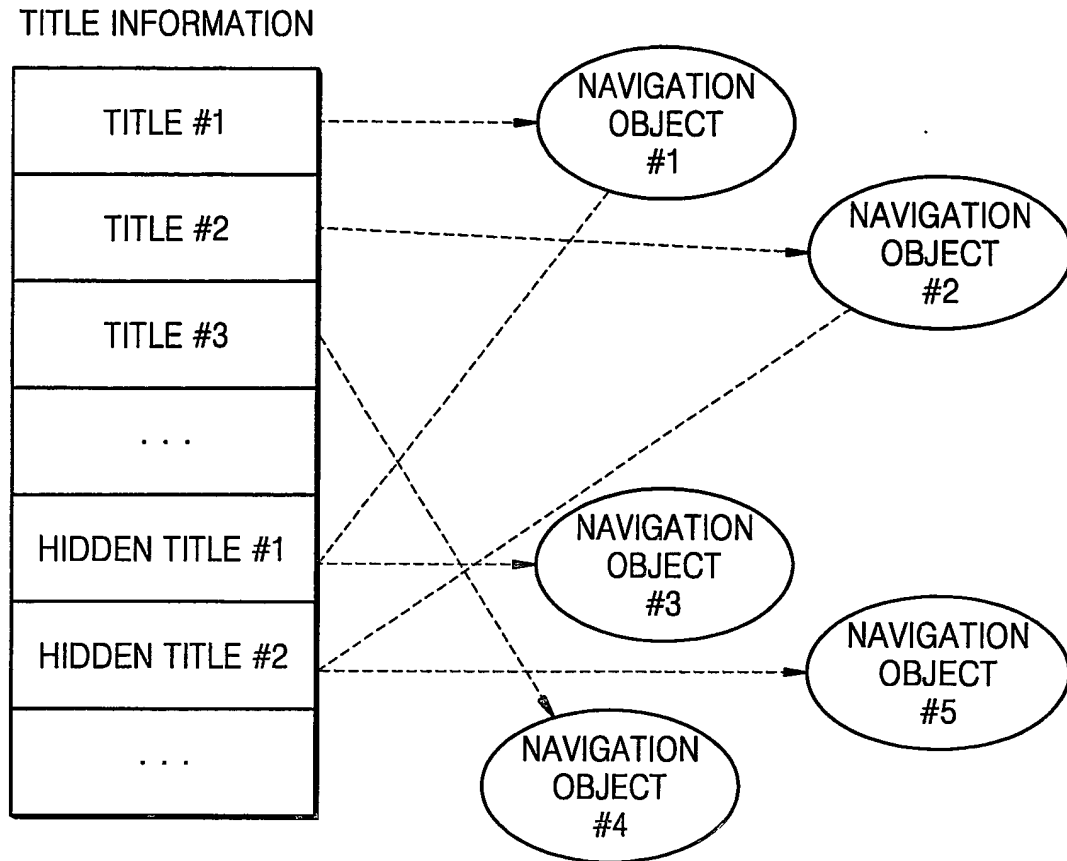 TITLE INFORMATION
TITLE #1
TITLE #2
TITLE #3
. . .
HIDDEN TITLE #1
HIDDEN TITLE #2
. . .
NAVIGATION
OBJECT
#1
NAVIGATION
OBJECT
#2
NAVIGATION
OBJECT
#3
NAVIGATION
OBJECT
#5
NAVIGATION
OBJECT
#4